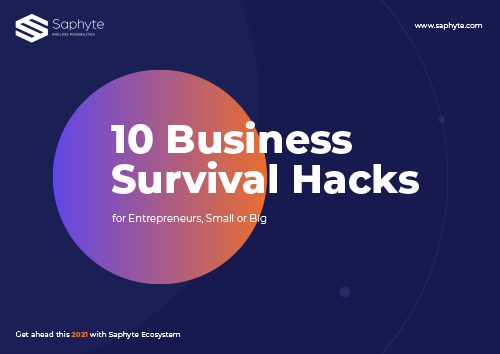 Saphyte
ENDLESS POSSIBILITIES
www.saphyte.com
10 Business
Survival Hacks
for Entrepreneurs, Small or Big
Get ahead this 2021 with Saphyte Ecosystem